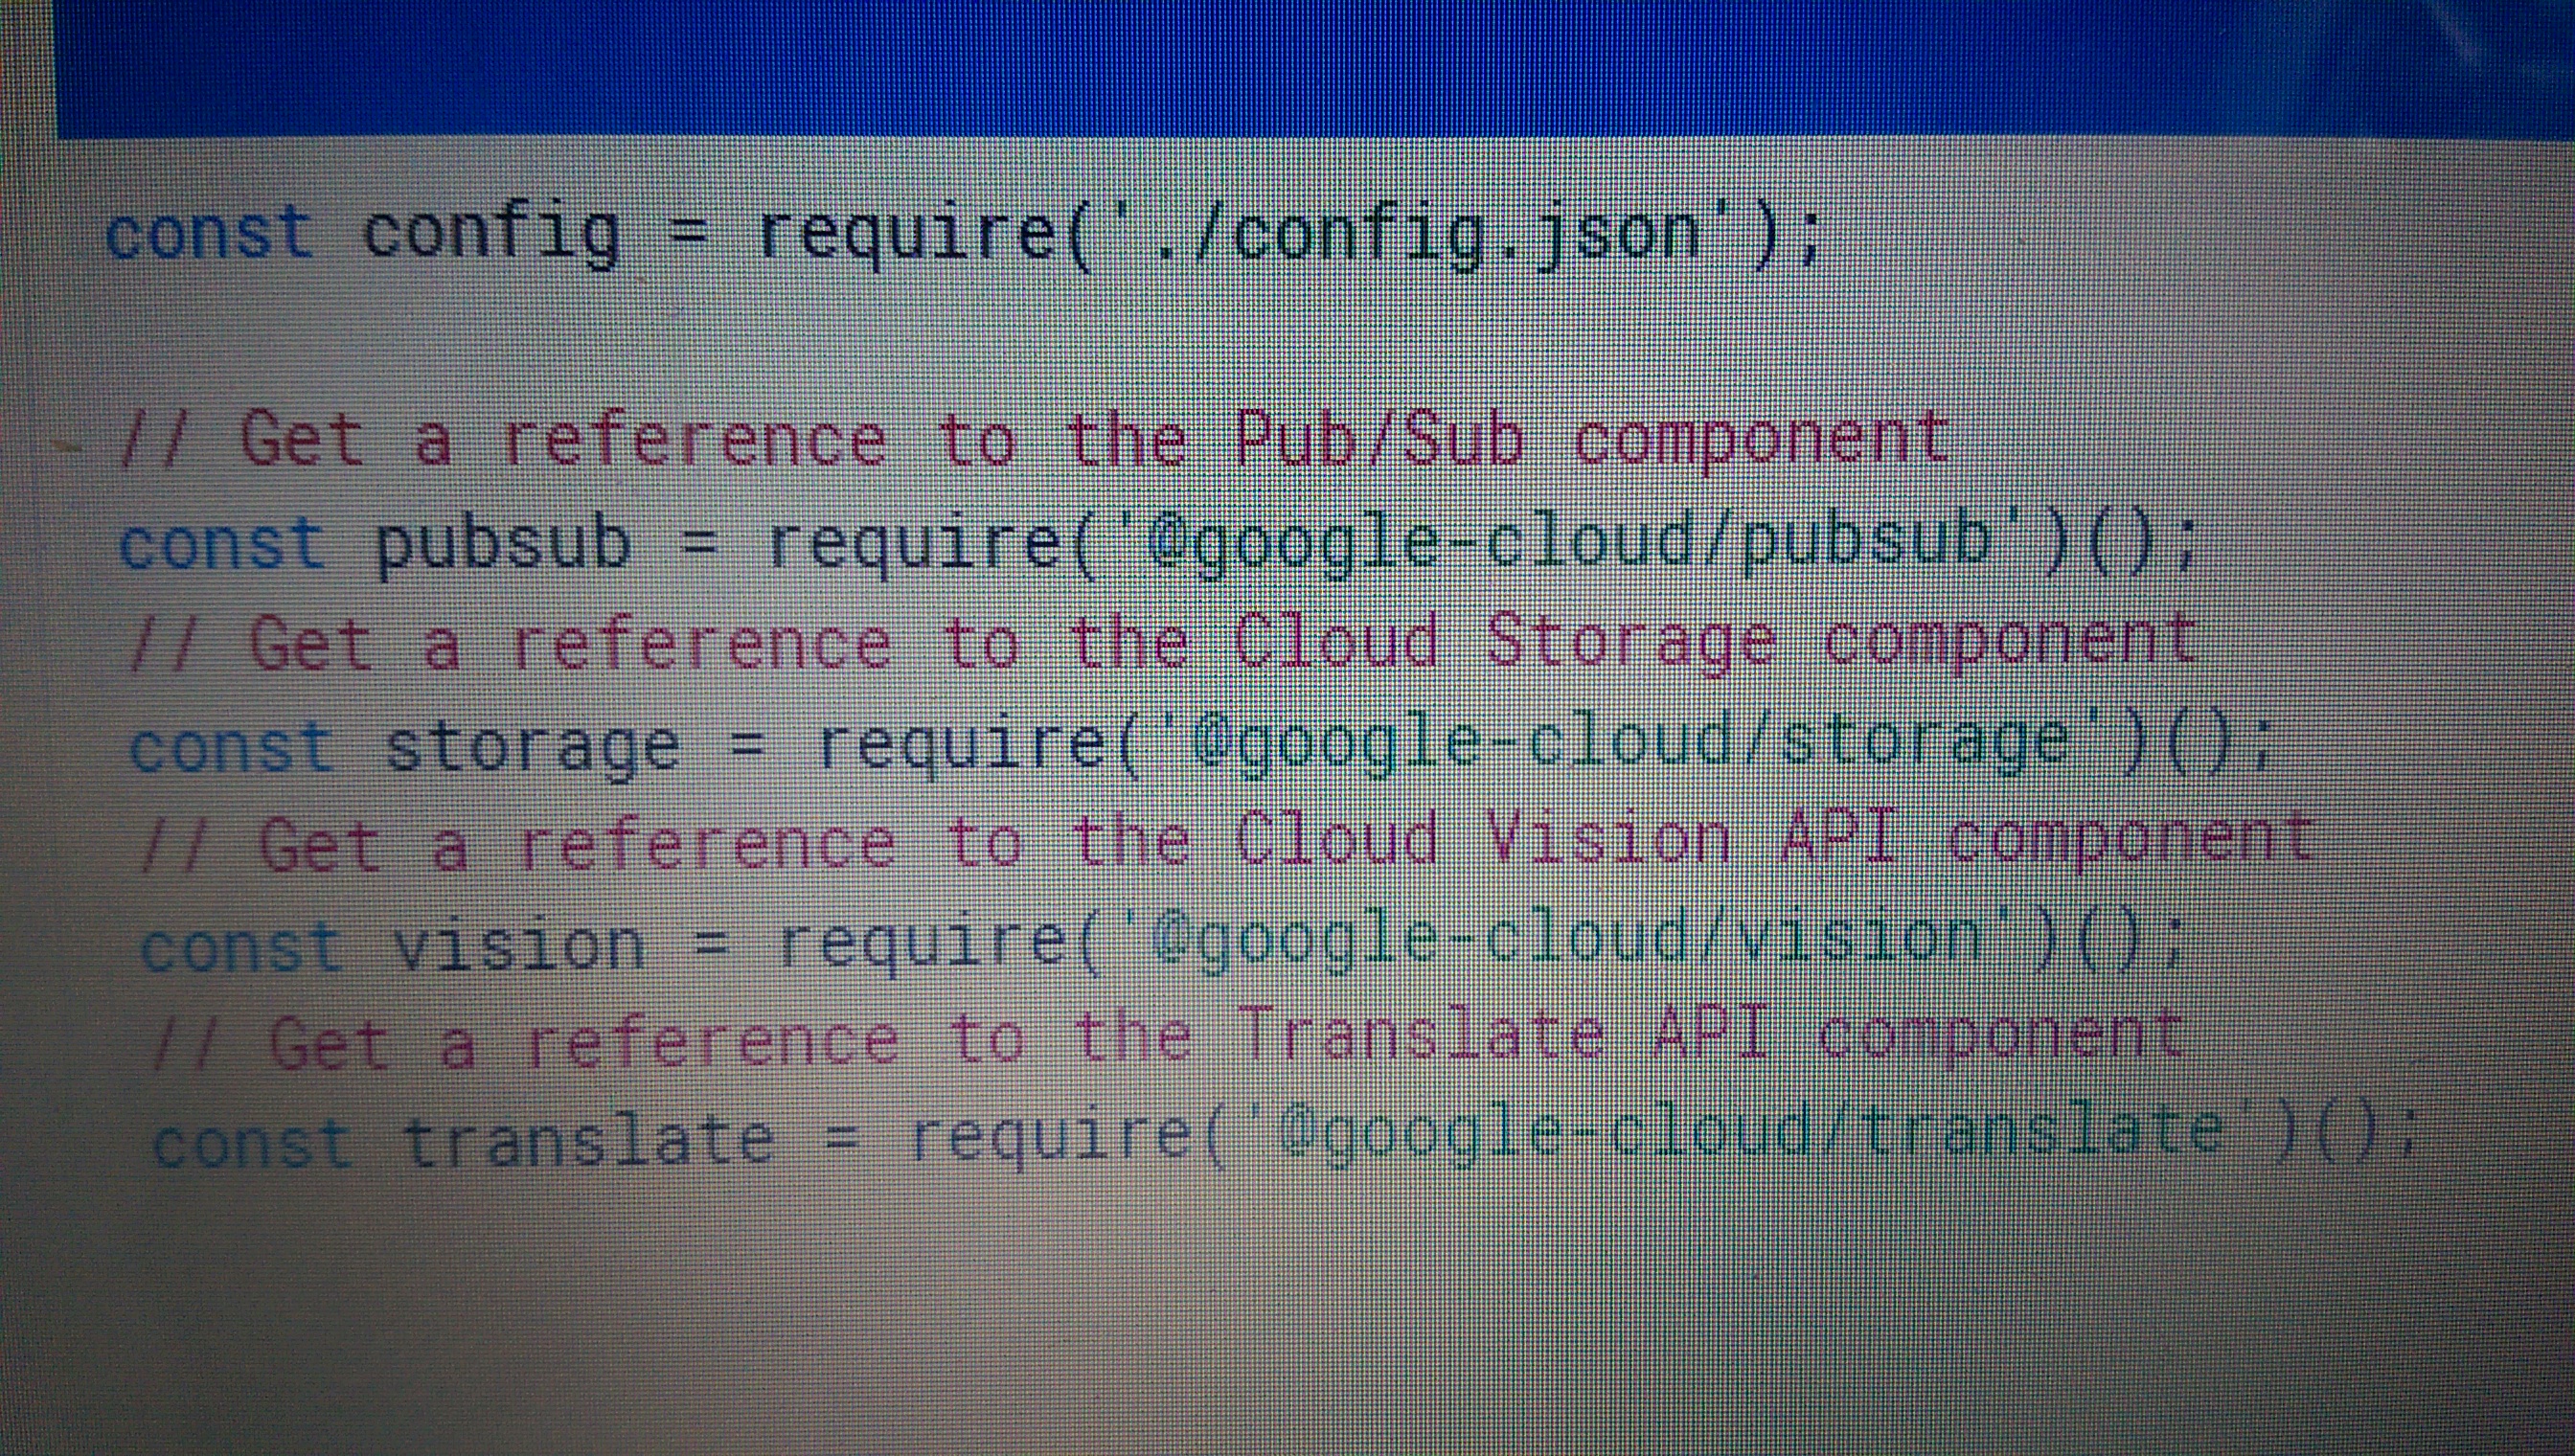 const config = require('./config.json');
// Get a reference to the Pub/Sub component
const pubsub = require('@google-cloud/pubsub')();
// Get a reference to the Cloud Storage component
const storage = require('@google-cloud/storage')();
// Get a reference to the Cloud Vision API component
const vision = require('@google-cloud/vision')();
// Get a reference to the Translate API component
const translate = require('@google-cloud/translate')();